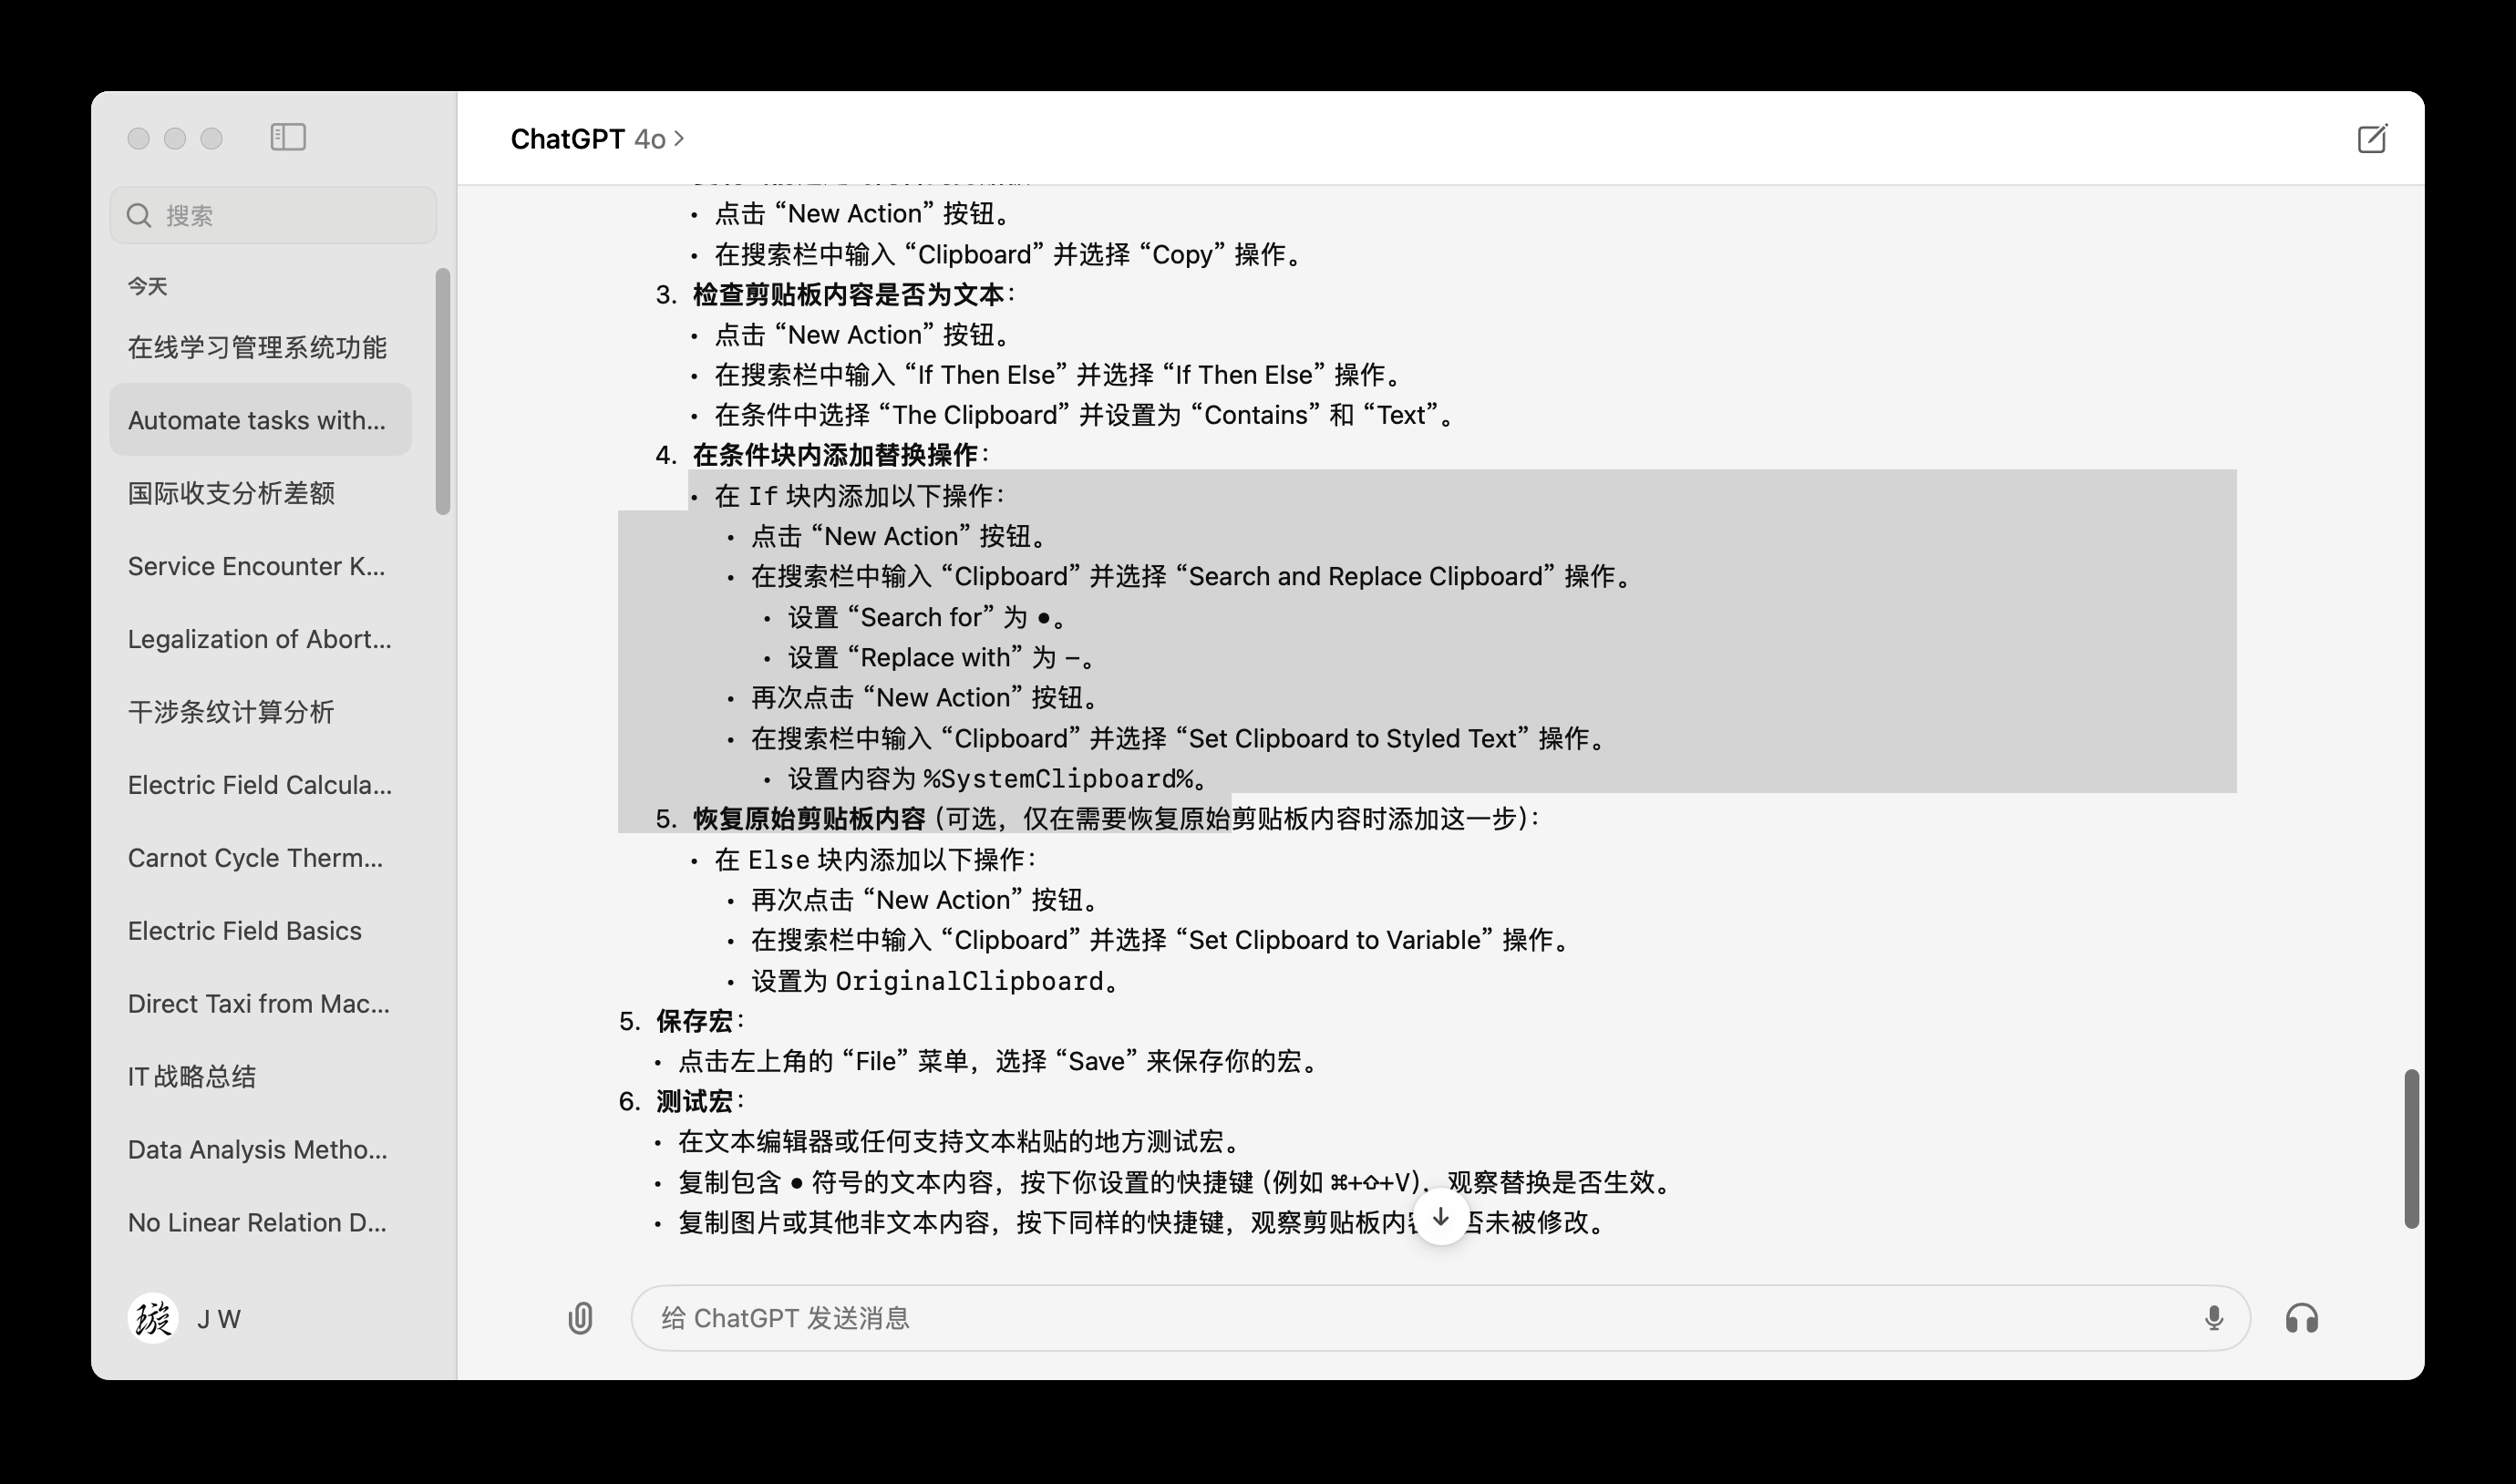 搜索
今天
在线学习管理系统功能
Automate tasks with...
国际收支分析差额
Service Encounter K...
Legalization of Abort...
干涉条纹计算分析
Electric Field Calcula...
Carnot Cycle Therm...
Electric Field Basics
Direct Taxi from Mac...
IT 战略总结
Data Analysis Metho...
No Linear Relation D...
璇
J W
ChatGPT 4o
• 点击 “New Action” 按钮。
• 在搜索栏中输入 “Clipboard” 并选择 “Copy” 操作。
3. 检查剪贴板内容是否为文本：
• 点击 “New Action” 按钮。
• 在搜索栏中输入 “If Then Else” 并选择 “If Then Else” 操作。
• 在条件中选择 “The Clipboard” 并设置为 “Contains” 和 “Text”。
4. 在条件块内添加替换操作：
• 在 If 块内添加以下操作：
• 点击 “New Action” 按钮。
• 在搜索栏中输入 “Clipboard” 并选择 “Search and Replace Clipboard” 操作。
• 设置 “Search for” 为 ●。
• 设置 “Replace with” 为 –。
• 再次点击 “New Action” 按钮。
• 在搜索栏中输入 “Clipboard” 并选择 “Set Clipboard to Styled Text” 操作。
• 设置内容为 %SystemClipboard%。
5. 恢复原始剪贴板内容（可选，仅在需要恢复原始剪贴板内容时添加这一步）：
• 在 Else 块内添加以下操作：
• 再次点击 “New Action” 按钮。
• 在搜索栏中输入 “Clipboard” 并选择 “Set Clipboard to Variable” 操作。
• 设置为 OriginalClipboard。
5. 保存宏：
• 点击左上角的 “File” 菜单，选择 “Save” 来保存你的宏。
6. 测试宏：
• 在文本编辑器或任何支持文本粘贴的地方测试宏。
• 复制包含 ● 符号的文本内容，按下你设置的快捷键（例如 ⌘+⇧+V），观察替换是否生效。
• 复制图片或其他非文本内容，按下同样的快捷键，观察剪贴板内容否未被修改。
给 ChatGPT 发送消息